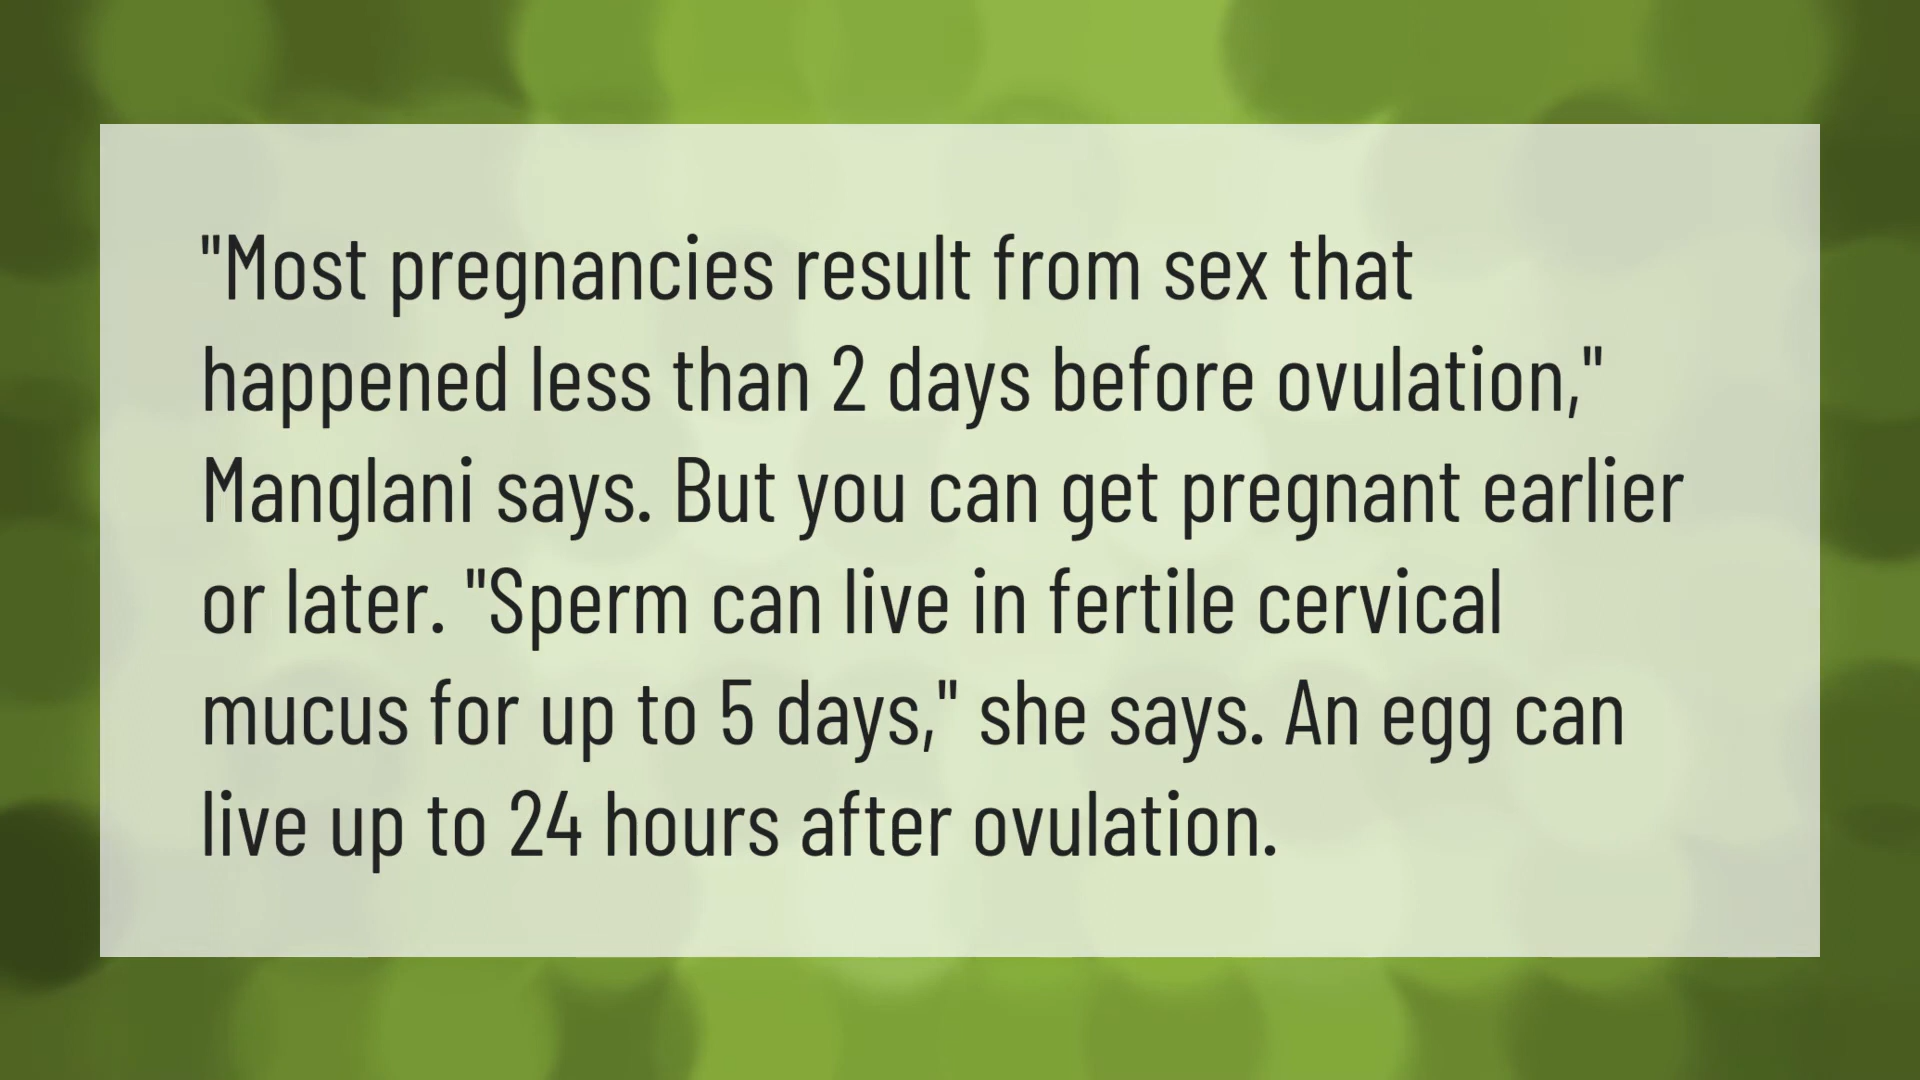 "Most pregnancies result from sex that
happened less than 2 days before ovulation,"
Manglani says. But you can get pregnant earlier
or later. "Sperm can live in fertile cervical
mucus for up to 5 days," she says. An egg can
live up to 24 hours after ovulation.